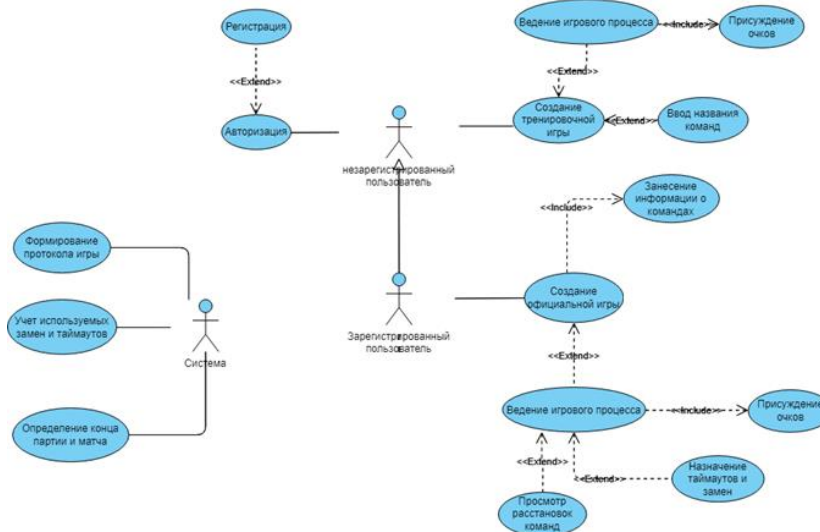 Регистрация
<<Extend>>
Авторизация
незарегистрированный
пользователь
Ведение игрового процесса
<<Include>>
Присуждение
очков
<<Extend>>
Создание
тренировочной
игры
<<Extend>>
Ввод названия
команд
Занесение
информации о
командах
<<Include>>
Формирование
протокола игры
Учет используемых
замен и таймаутов
Система
Определение конца
партии и матча
Зарегистрированный
пользователь
Создание
официальной игры
<<Extend>>
Ведение игрового процесса
<<Include>>
Присуждение
очков
<<Extend>>
<<Extend>>
Назначение
таймаутов и
замен
Просмотр
расстановок
команд